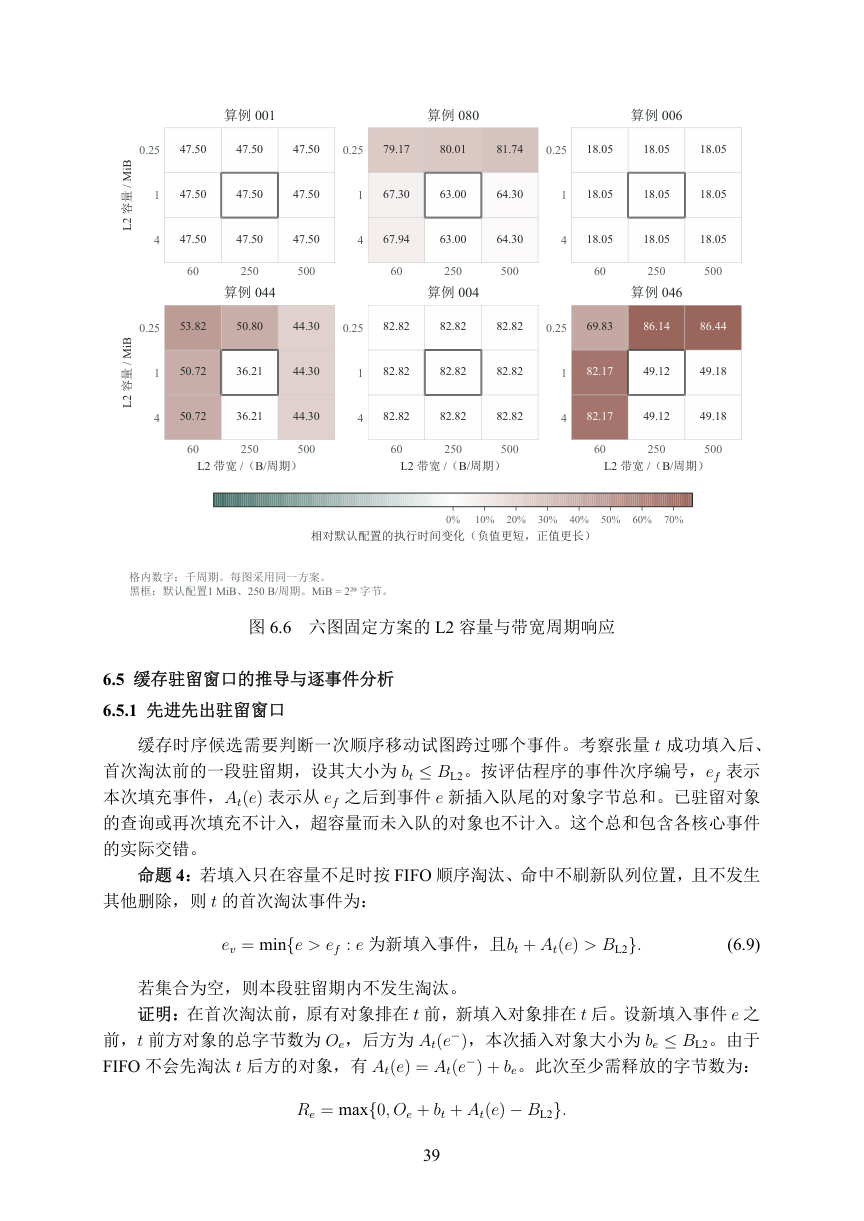 算例 001 算例 080 算例 006
0.25 47.50 47.50 47.50 0.25 79.17 80.01 81.74 0.25 18.05 18.05 18.05
L2 容量 / MiB
1 47.50 47.50 47.50 1 67.30 63.00 64.30 1 18.05 18.05 18.05
4 47.50 47.50 47.50 4 67.94 63.00 64.30 4 18.05 18.05 18.05
60 250 500 60 250 500 60 250 500
算例 044 算例 004 算例 046
0.25 53.82 50.80 44.30 0.25 82.82 82.82 82.82 0.25 69.83 86.14 86.44
L2 容量 / MiB
1 50.72 36.21 44.30 1 82.82 82.82 82.82 1 82.17 49.12 49.18
4 50.72 36.21 44.30 4 82.82 82.82 82.82 4 82.17 49.12 49.18
60 250 500 60 250 500 60 250 500
L2 带宽 /（B/周期） L2 带宽 /（B/周期） L2 带宽 /（B/周期）
0% 10% 20% 30% 40% 50% 60% 70%
相对默认配置的执行时间变化（负值更短，正值更长）
格内数字：千周期。每图采用同一方案。
黑框：默认配置1 MiB、250 B/周期。MiB = 2²⁰ 字节。
图 6.6 六图固定方案的 L2 容量与带宽周期响应
6.5 缓存驻留窗口的推导与逐事件分析
6.5.1 先进先出驻留窗口
缓存时序候选需要判断一次顺序移动试图跨过哪个事件。考察张量 t 成功填入后、
首次淘汰前的一段驻留期，设其大小为 b_t ≤ B_L2。按评估程序的事件次序编号，e_f 表示
本次填充事件，A_t(e) 表示从 e_f 之后到事件 e 新插入队尾的对象字节总和。已驻留对象
的查询或再次填充不计入，超容量而未入队的对象也不计入。这个总和包含各核心事件
的实际交错。
命题 4：若填入只在容量不足时按 FIFO 顺序淘汰、命中不刷新队列位置，且不发生
其他删除，则 t 的首次淘汰事件为：
e_v = min{e > e_f : e 为新填入事件，且b_t + A_t(e) > B_L2}. (6.9)
若集合为空，则本段驻留期内不发生淘汰。
证明：在首次淘汰前，原有对象排在 t 前，新填入对象排在 t 后。设新填入事件 e 之
前，t 前方对象的总字节数为 O_e，后方为 A_t(e⁻)，本次插入对象大小为 b_e ≤ B_L2。由于
FIFO 不会先淘汰 t 后方的对象，有 A_t(e) = A_t(e⁻) + b_e。此次至少需释放的字节数为：
R_e = max{0, O_e + b_t + A_t(e) − B_L2}.
39